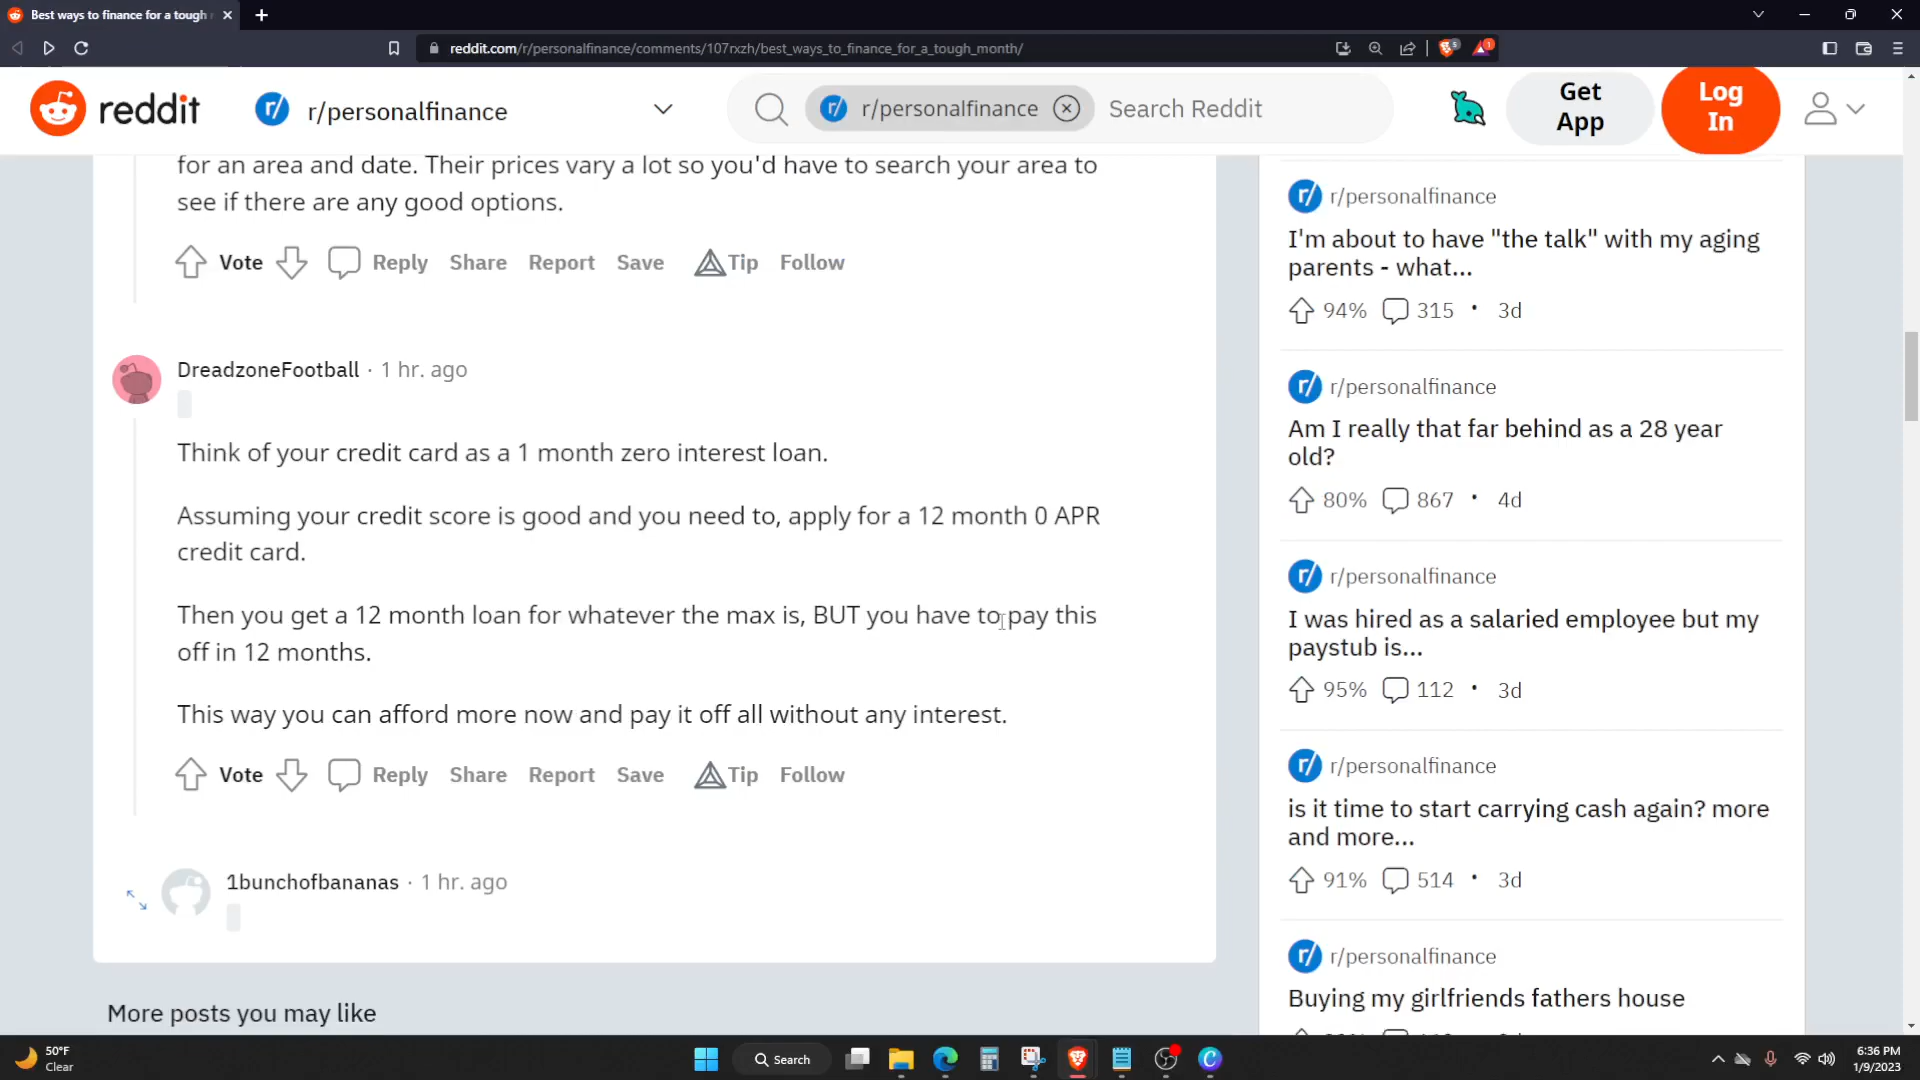 Best ways to finance for a tough
reddit.com/r/personalfinance/comments/107rxzh/best_ways_to_finance_for_a_tough_month/
reddit
r/personalfinance
r/personalfinance
Search Reddit
Get
App
Log
In
for an area and date. Their prices vary a lot so you'd have to search your area to
see if there are any good options.
Vote Reply Share Report Save Tip Follow
DreadzoneFootball · 1 hr. ago
Think of your credit card as a 1 month zero interest loan.
Assuming your credit score is good and you need to, apply for a 12 month 0 APR
credit card.
Then you get a 12 month loan for whatever the max is, BUT you have to pay this
off in 12 months.
This way you can afford more now and pay it off all without any interest.
Vote Reply Share Report Save Tip Follow
1bunchofbananas · 1 hr. ago
More posts you may like
r/personalfinance
I'm about to have "the talk" with my aging
parents - what...
94% 315 · 3d
r/personalfinance
Am I really that far behind as a 28 year
old?
80% 867 · 4d
r/personalfinance
I was hired as a salaried employee but my
paystub is...
95% 112 · 3d
r/personalfinance
is it time to start carrying cash again? more
and more...
91% 514 · 3d
r/personalfinance
Buying my girlfriends fathers house
50°F
Clear
Search
6:36 PM
1/9/2023